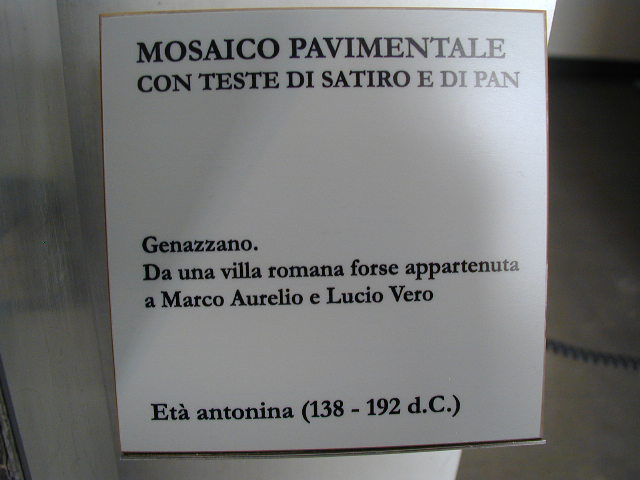 MOSAICO PAVIMENTALE
CON TESTE DI SATIRO E DI PAN
Genazzano.
Da una villa romana forse appartenuta
a Marco Aurelio e Lucio Vero
Età antonina (138 - 192 d.C.)